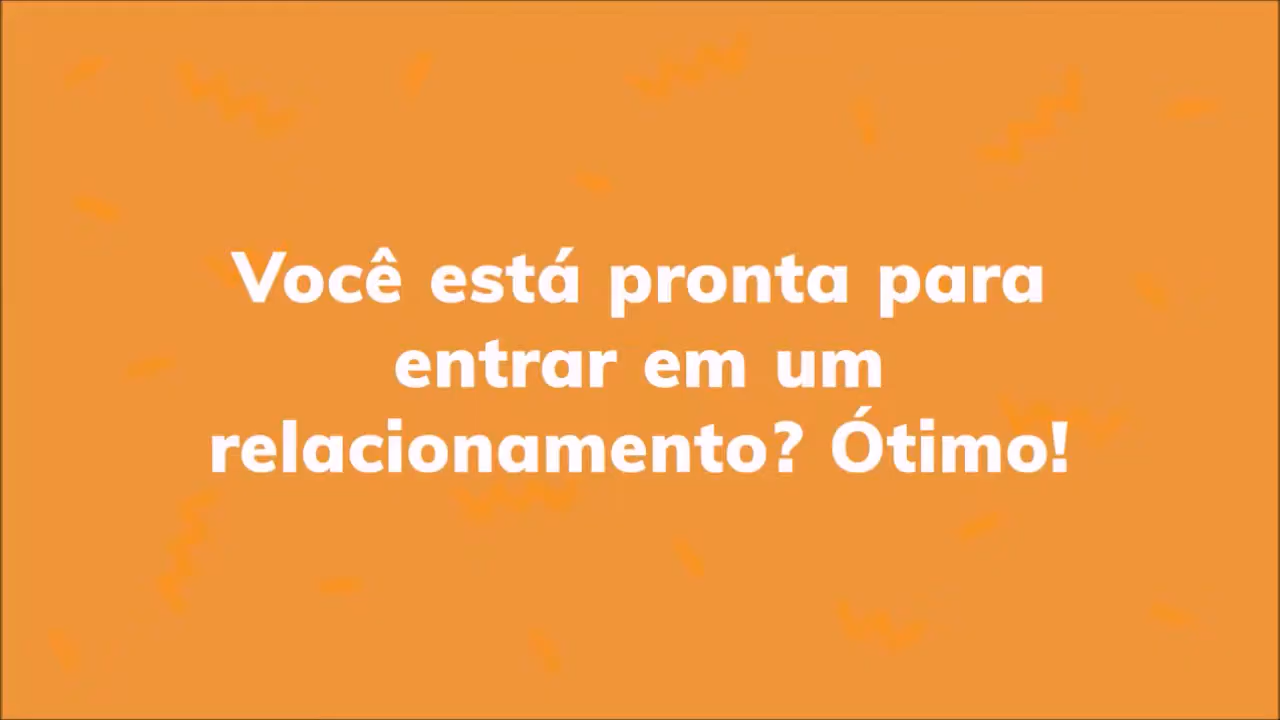 Você está pronta para
entrar em um
relacionamento? Ótimo!